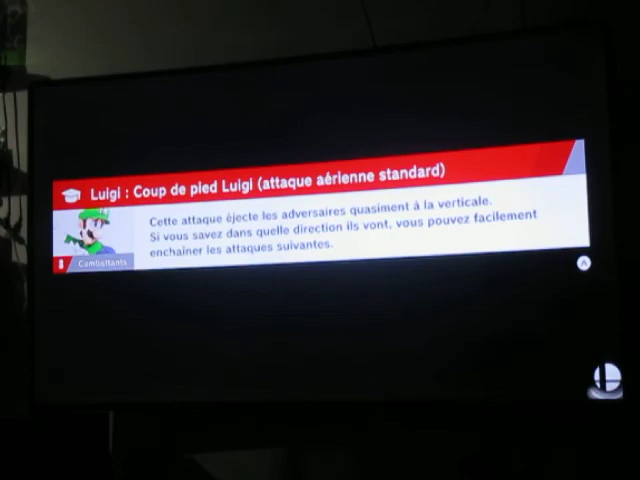 Luigi : Coup de pied Luigi (attaque aérienne standard)
Cette attaque éjecte les adversaires quasiment à la verticale.
Si vous savez dans quelle direction ils vont, vous pouvez facilement
enchaîner les attaques suivantes.
8 Combattants
A